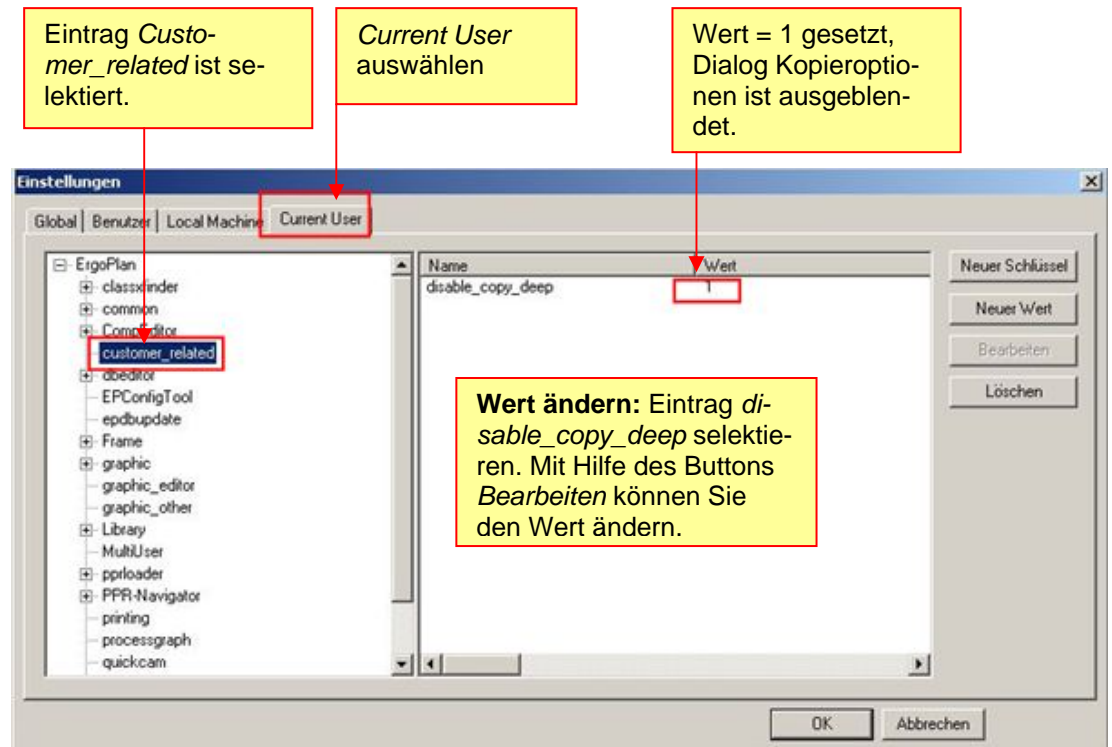 Eintrag Custo-
mer_related ist se-
lektiert.
Current User
auswählen
Wert = 1 gesetzt,
Dialog Kopieroptio-
nen ist ausgeblen-
det.
Einstellungen
Global Benutzer Local Machine Current User
ErgoPlan
classxfinder
common
CompEditor
customer_related
dbeditor
EPConfigTool
epdbupdate
Frame
graphic
graphic_editor
graphic_other
Library
MultiUser
pprloader
PPR-Navigator
printing
processgraph
quickcam
Name Wert
disable_copy_deep 1
Wert ändern: Eintrag di-
sable_copy_deep selektie-
ren. Mit Hilfe des Buttons
Bearbeiten können Sie
den Wert ändern.
Neuer Schlüssel
Neuer Wert
Bearbeiten
Löschen
OK Abbrechen